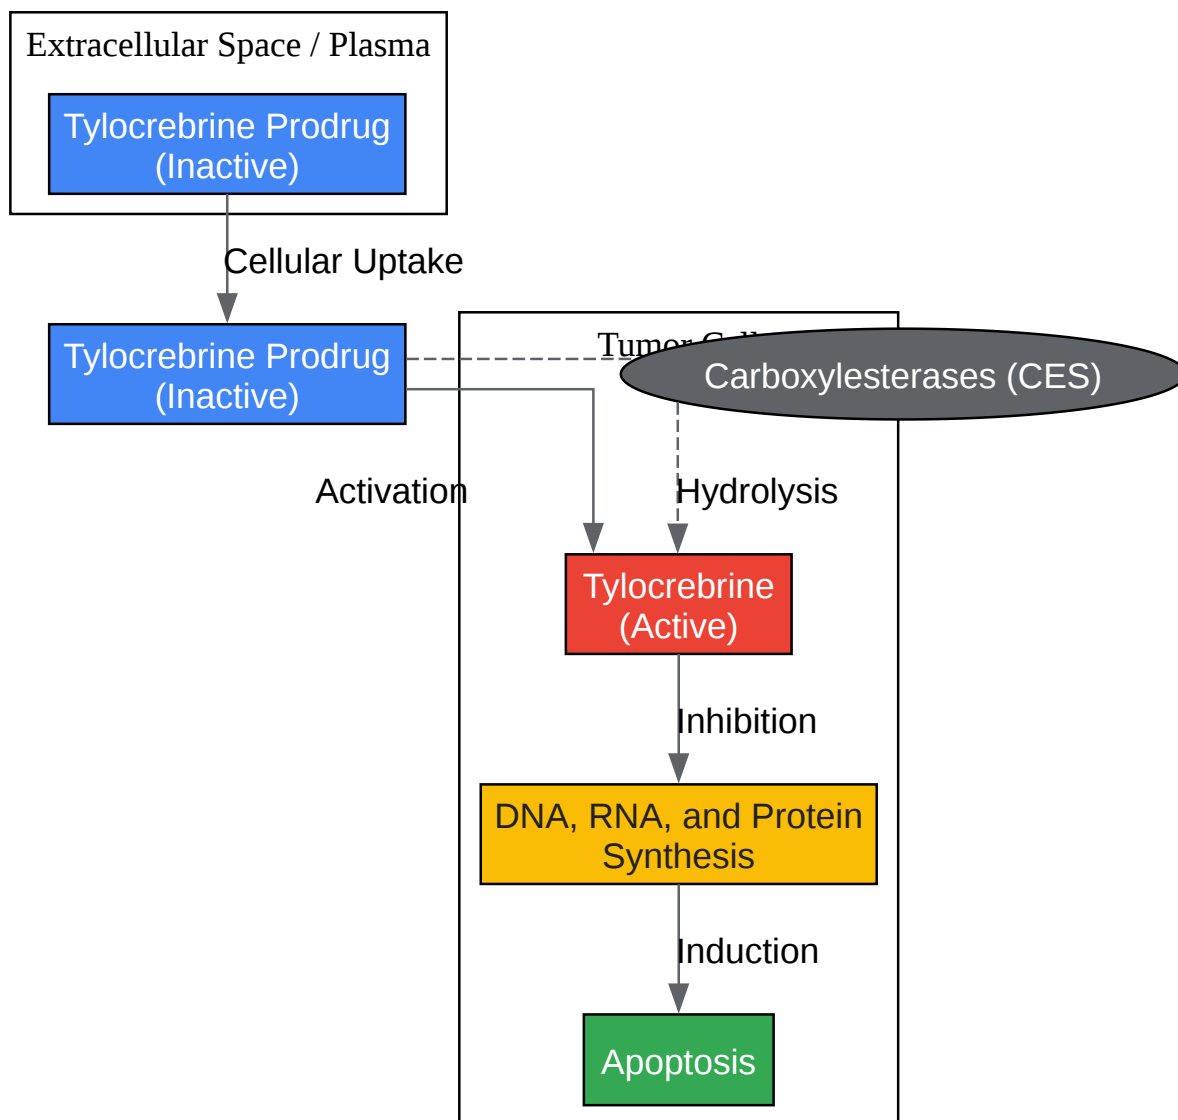 Extracellular Space / Plasma
Tylocrebrine Prodrug
(Inactive)
Cellular Uptake
Tumor
Tylocrebrine Prodrug
(Inactive)
Carboxylesterases (CES)
Activation
Hydrolysis
Tylocrebrine
(Active)
Inhibition
DNA, RNA, and Protein
Synthesis
Induction
Apoptosis